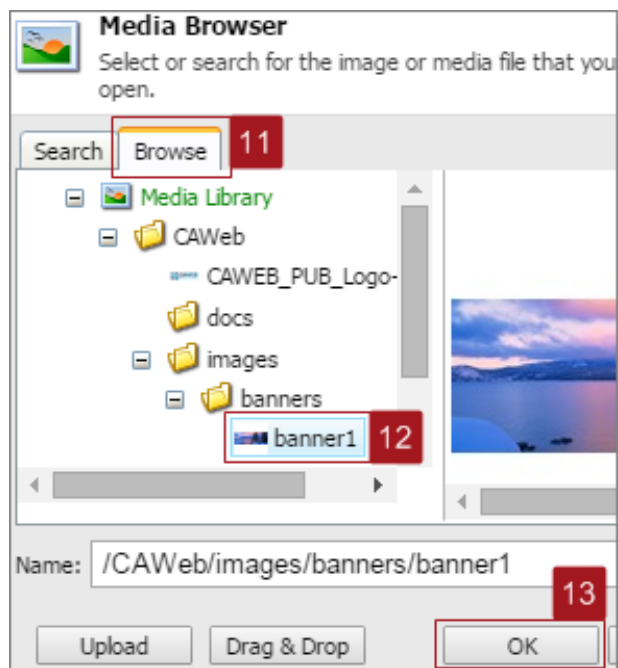 Media Browser
Select or search for the image or media file that you
open.
Search Browse 11
Media Library
CAWeb
CAWEB_PUB_Logo-
docs
images
banners
banner1 12
Name: /CAWeb/images/banners/banner1
13
Upload Drag & Drop OK